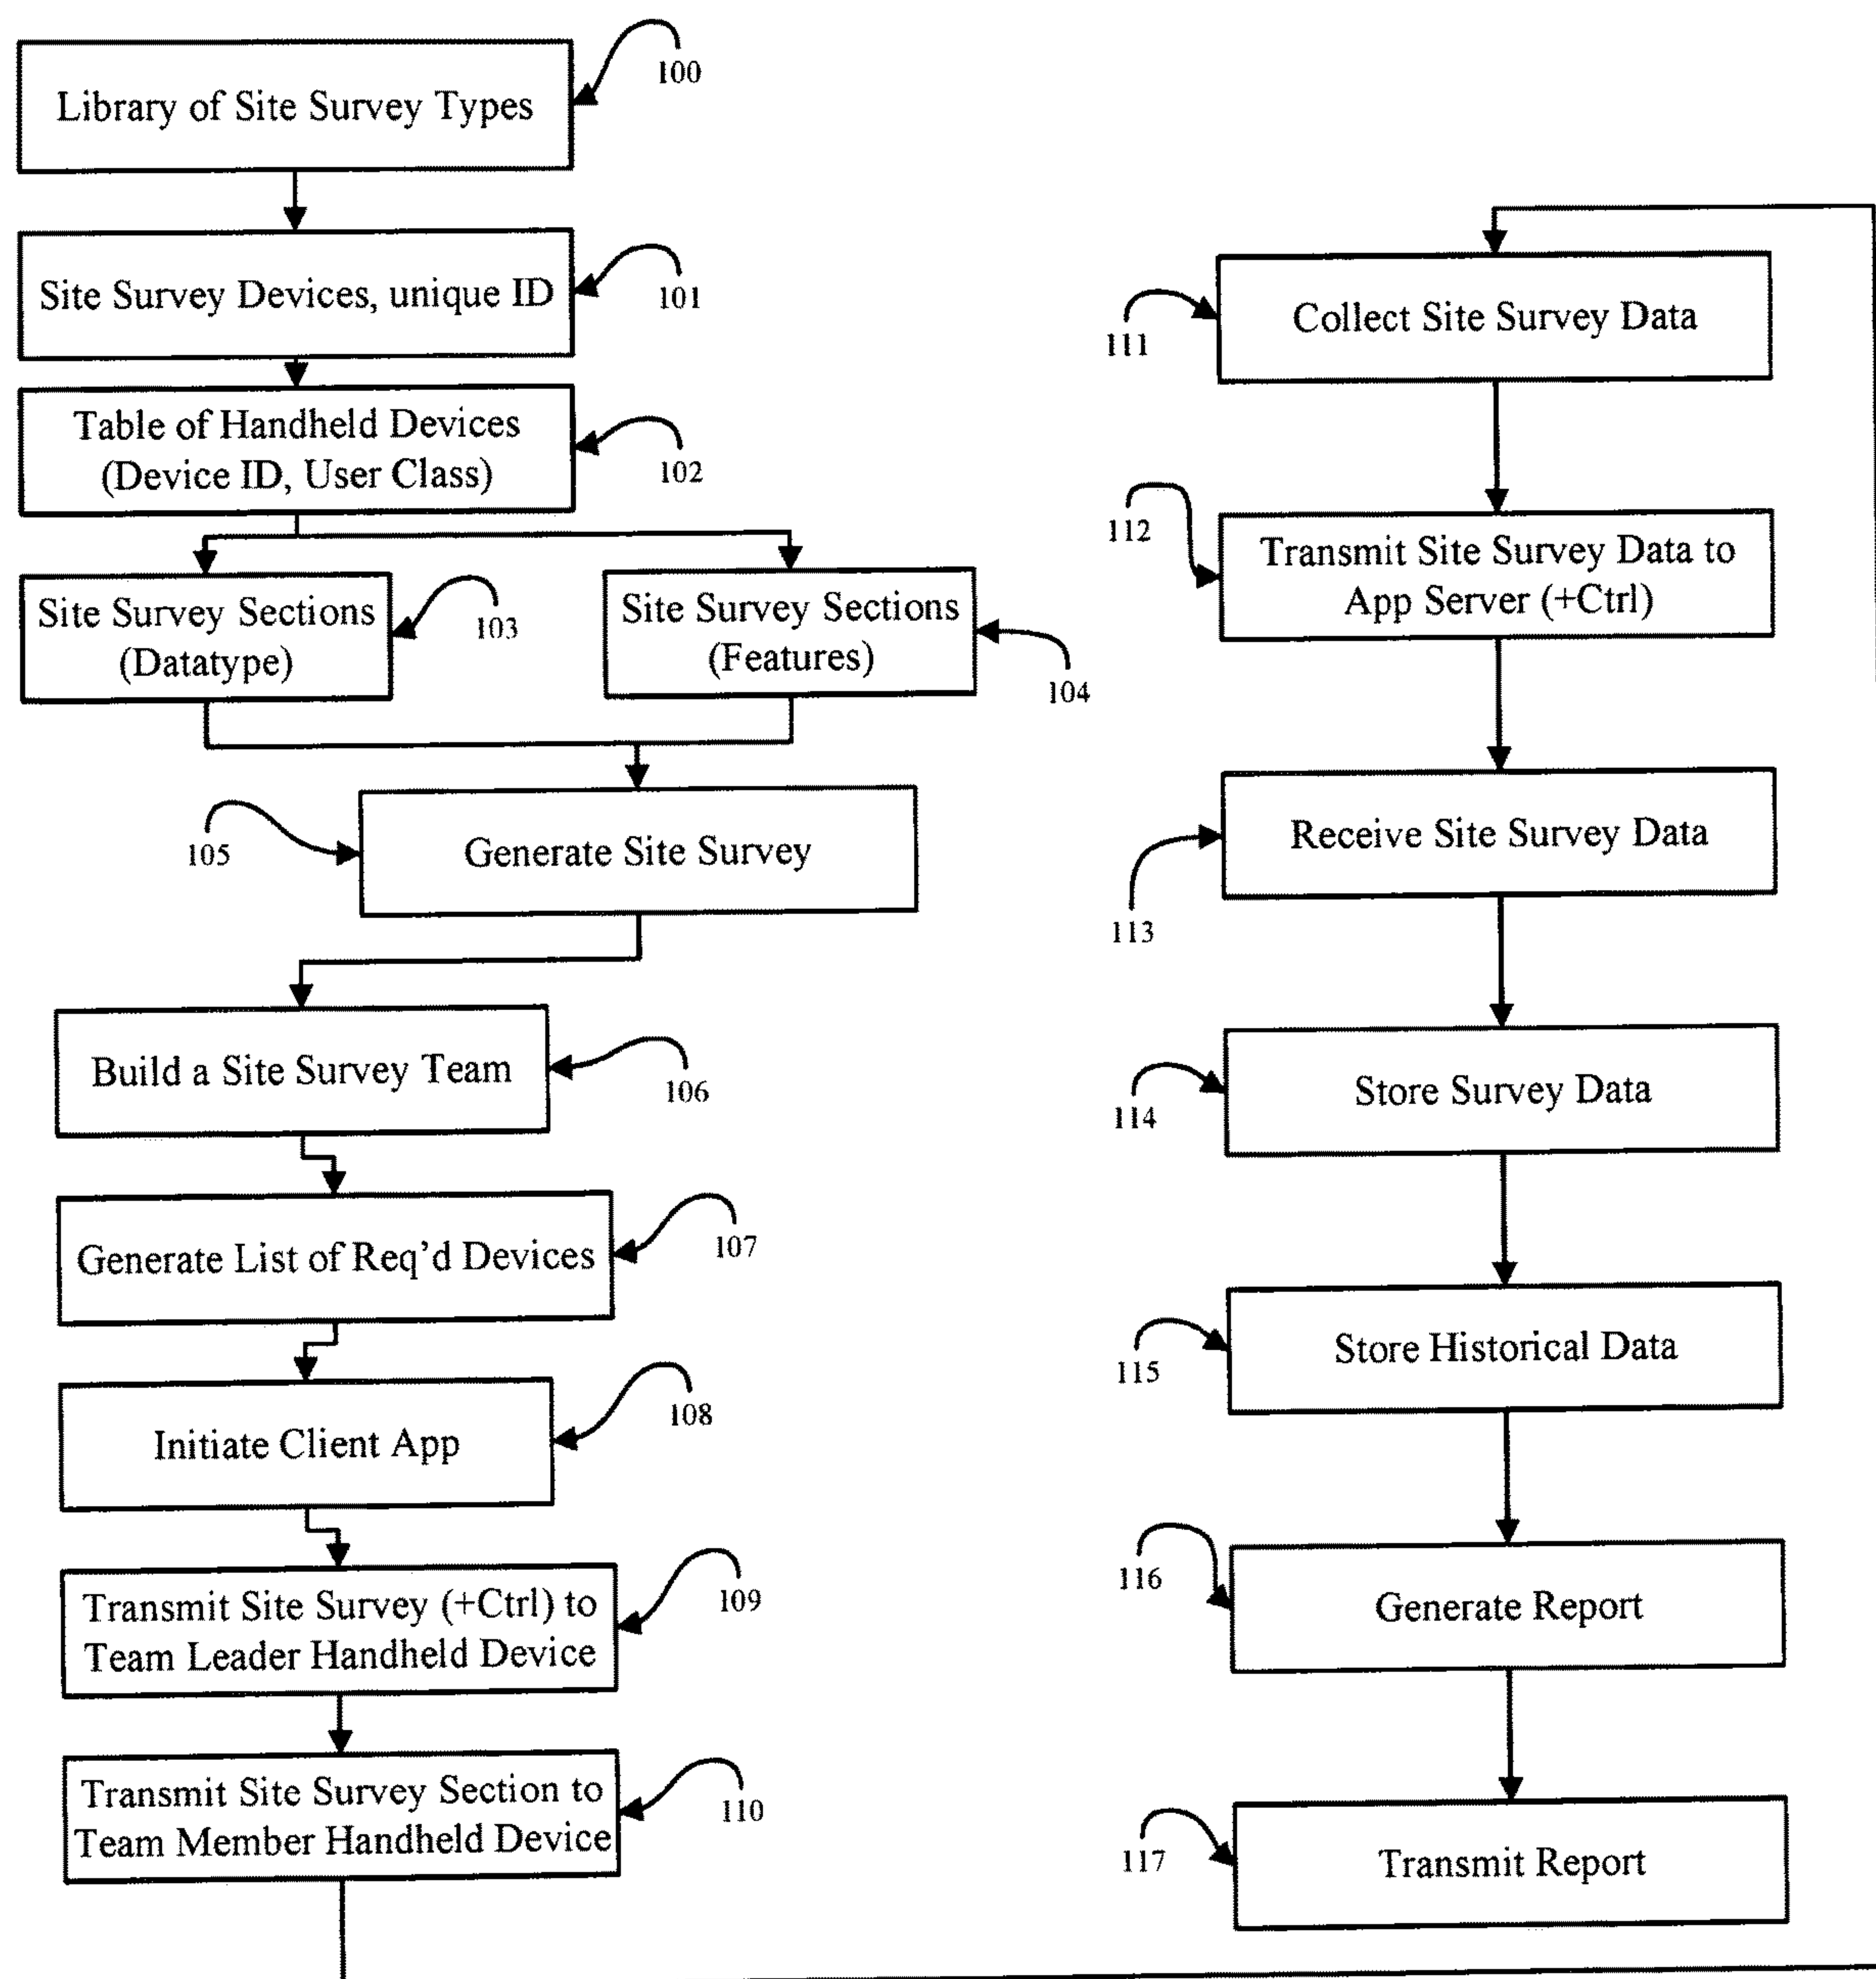 Library of Site Survey Types
100
Site Survey Devices, unique ID
101
Table of Handheld Devices
(Device ID, User Class)
102
Site Survey Sections
(Datatype)
103
Site Survey Sections
(Features)
104
105
Generate Site Survey
Build a Site Survey Team
106
Generate List of Req'd Devices
107
Initiate Client App
108
Transmit Site Survey (+Ctrl) to
Team Leader Handheld Device
109
Transmit Site Survey Section to
Team Member Handheld Device
110
111
Collect Site Survey Data
112
Transmit Site Survey Data to
App Server (+Ctrl)
113
Receive Site Survey Data
114
Store Survey Data
115
Store Historical Data
116
Generate Report
117
Transmit Report